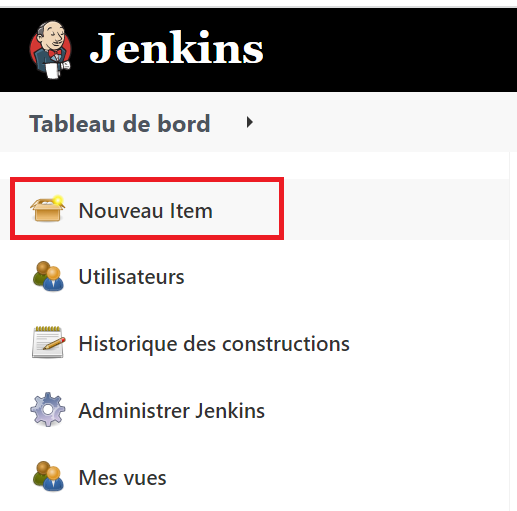 Jenkins
Tableau de bord
Nouveau Item
Utilisateurs
Historique des constructions
Administrer Jenkins
Mes vues